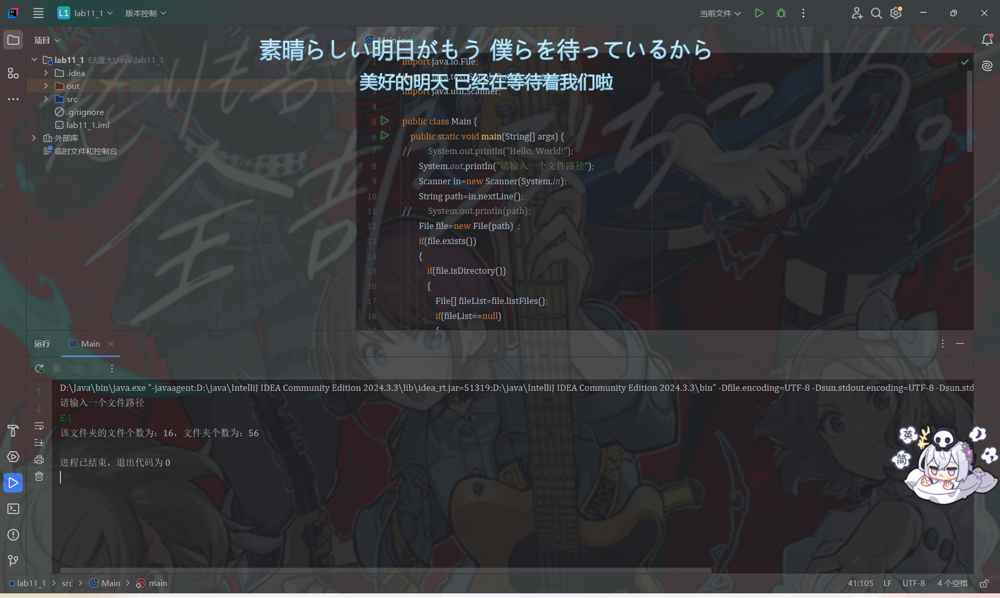 L1 lab11_1 版本控制 当前文件
项目
Main.java
素晴らしい明日がもう 僕らを待っているから
美好的明天 已经在等待着我们啦
lab11_1 E:\厦大\Java\lab11_1
.idea
out
src
.gitignore
lab11_1.iml
外部库
临时文件和控制台
1 import java.io.File;
import
3 import java.util.Scanner;
4
5 public class Main {
6 public static void main(String[] args) {
7 // System.out.println("Hello, World!");
8 System.out.println("请输入一个文件路径");
9 Scanner in=new Scanner(System.in);
10 String path=in.nextLine();
11 // System.out.println(path);
12 File file=new File(path) ;
13 if(file.exists())
14 {
15 if(file.isDirectory())
16 {
17 File[] fileList=file.listFiles();
18 if(fileList==null)
19 {
运行 Main
D:\Java\bin\java.exe "-javaagent:D:\java\IntelliJ IDEA Community Edition 2024.3.3\lib\idea_rt.jar=51319:D:\java\IntelliJ IDEA Community Edition 2024.3.3\bin" -Dfile.encoding=UTF-8 -Dsun.stdout.encoding=UTF-8 -Dsun.std
请输入一个文件路径
E:\
该文件夹的文件个数为：16，文件夹个数为：56
进程已结束，退出代码为 0
英
简
lab11_1 > src > Main > main
41:105 LF UTF-8 4 个空格